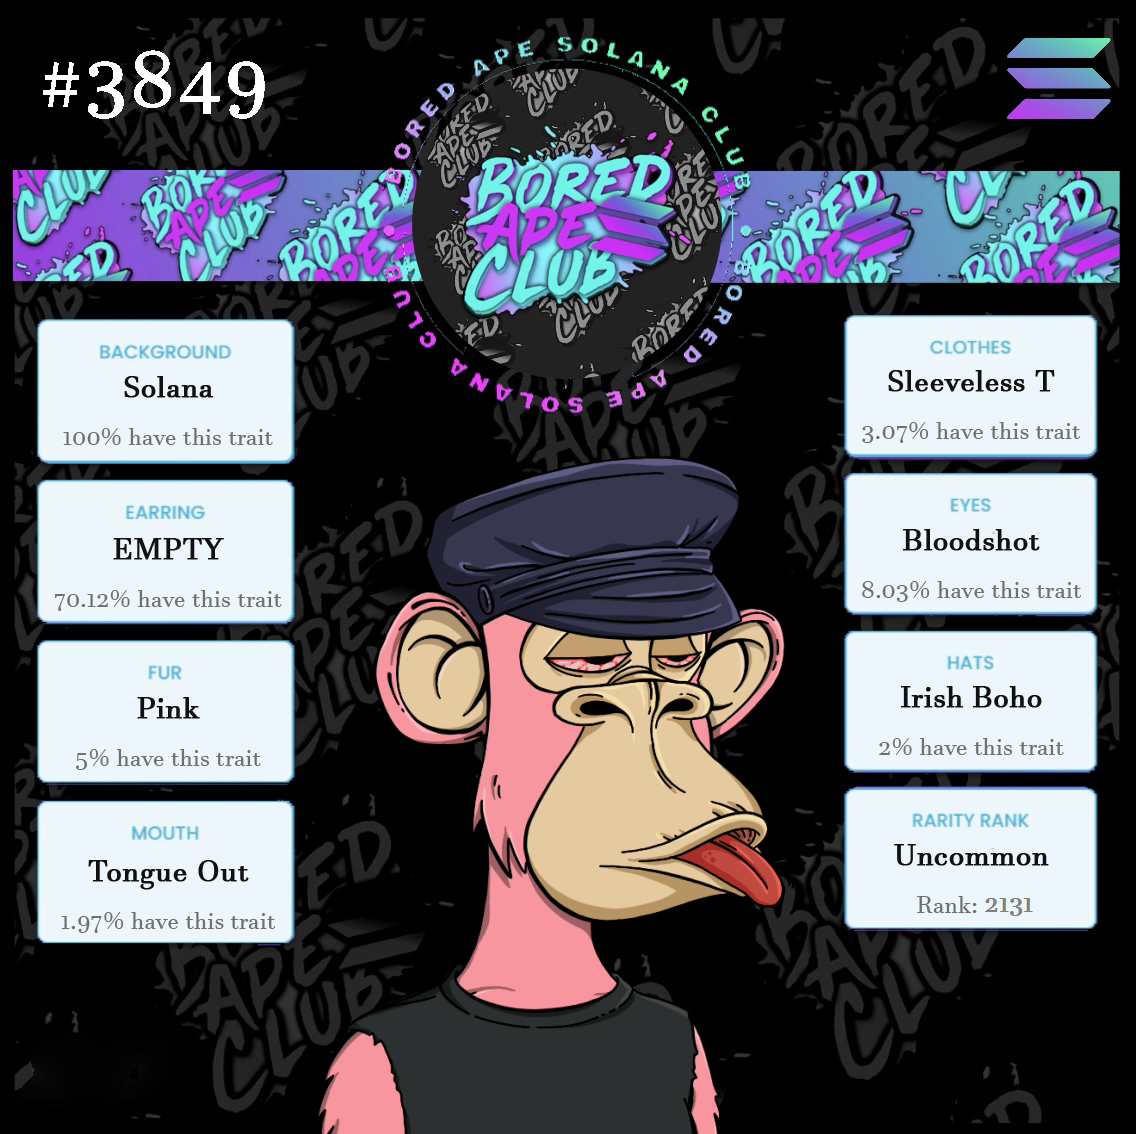 #3849
BORED APE SOLANA CLUB
BORED
APE
CLUB
BORED APE SOLANA CLUB
BACKGROUND
Solana
100% have this trait
EARRING
EMPTY
70.12% have this trait
FUR
Pink
5% have this trait
MOUTH
Tongue Out
1.97% have this trait
CLOTHES
Sleeveless T
3.07% have this trait
EYES
Bloodshot
8.03% have this trait
HATS
Irish Boho
2% have this trait
RARITY RANK
Uncommon
Rank: 2131